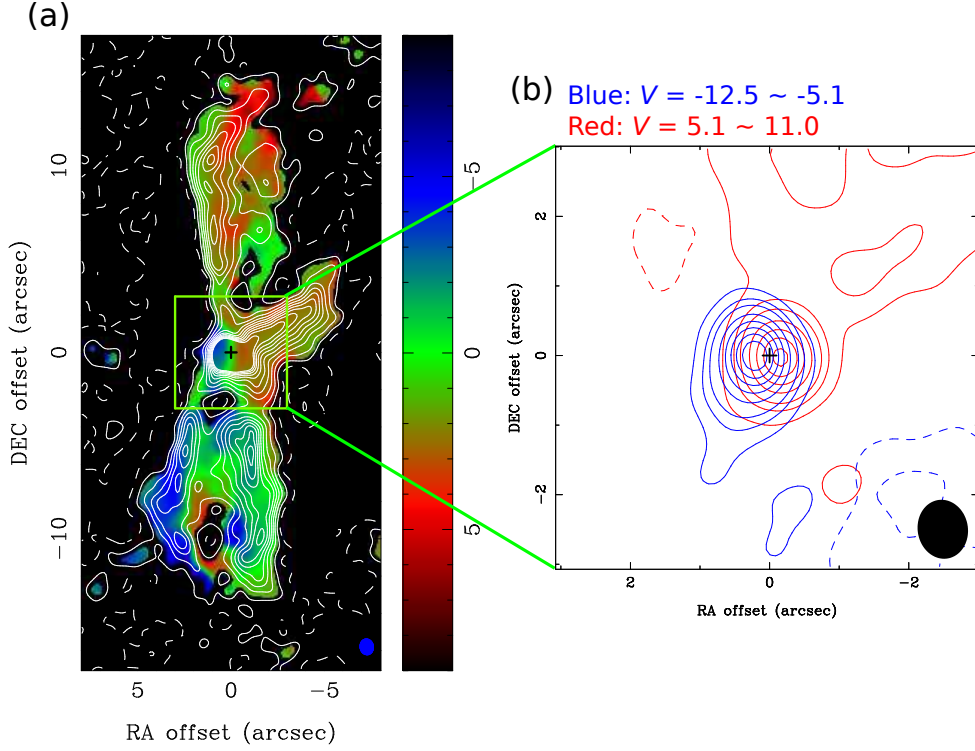 (a)
(b)
Blue: V = -12.5 ~ -5.1
Red: V = 5.1 ~ 11.0
DEC offset (arcsec)
10
0
-10
5 0 -5
RA offset (arcsec)
-5
0
5
DEC offset (arcsec)
2
0
-2
2 0 -2
RA offset (arcsec)